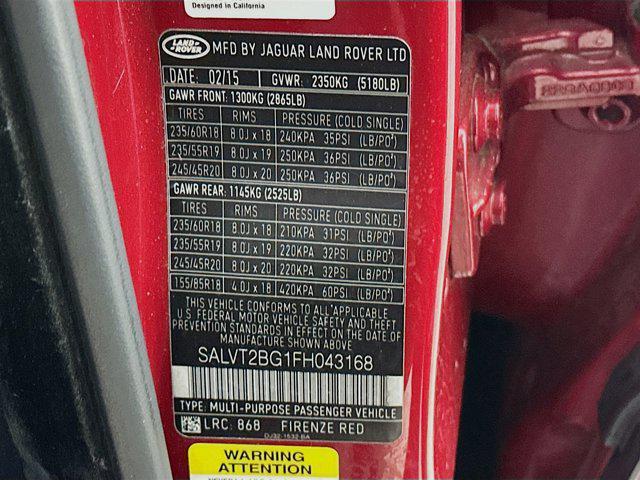 Designed in California
LAND ROVER MFD BY JAGUAR LAND ROVER LTD
DATE: 02/15 GVWR: 2350KG (5180LB)
GAWR FRONT: 1300KG (2865LB)
TIRES RIMS PRESSURE (COLD SINGLE)
235/60R18 8.0J x 18 240KPA 35PSI (LB/PO²)
235/55R19 8.0J x 19 250KPA 36PSI (LB/PO²)
245/45R20 8.0J x 20 250KPA 36PSI (LB/PO²)
GAWR REAR: 1145KG (2525LB)
TIRES RIMS PRESSURE (COLD SINGLE)
235/60R18 8.0J x 18 210KPA 31PSI (LB/PO²)
235/55R19 8.0J x 19 220KPA 32PSI (LB/PO²)
245/45R20 8.0J x 20 220KPA 32PSI (LB/PO²)
155/85R18 4.0J x 18 420KPA 60PSI (LB/PO²)
THIS VEHICLE CONFORMS TO ALL APPLICABLE
U.S. FEDERAL MOTOR VEHICLE SAFETY AND THEFT
PREVENTION STANDARDS IN EFFECT ON THE DATE OF
MANUFACTURE SHOWN ABOVE
SALVT2BG1FH043168
TYPE: MULTI-PURPOSE PASSENGER VEHICLE
LRC: 868 FIRENZE RED
DJ32-1532-BA
WARNING
ATTENTION